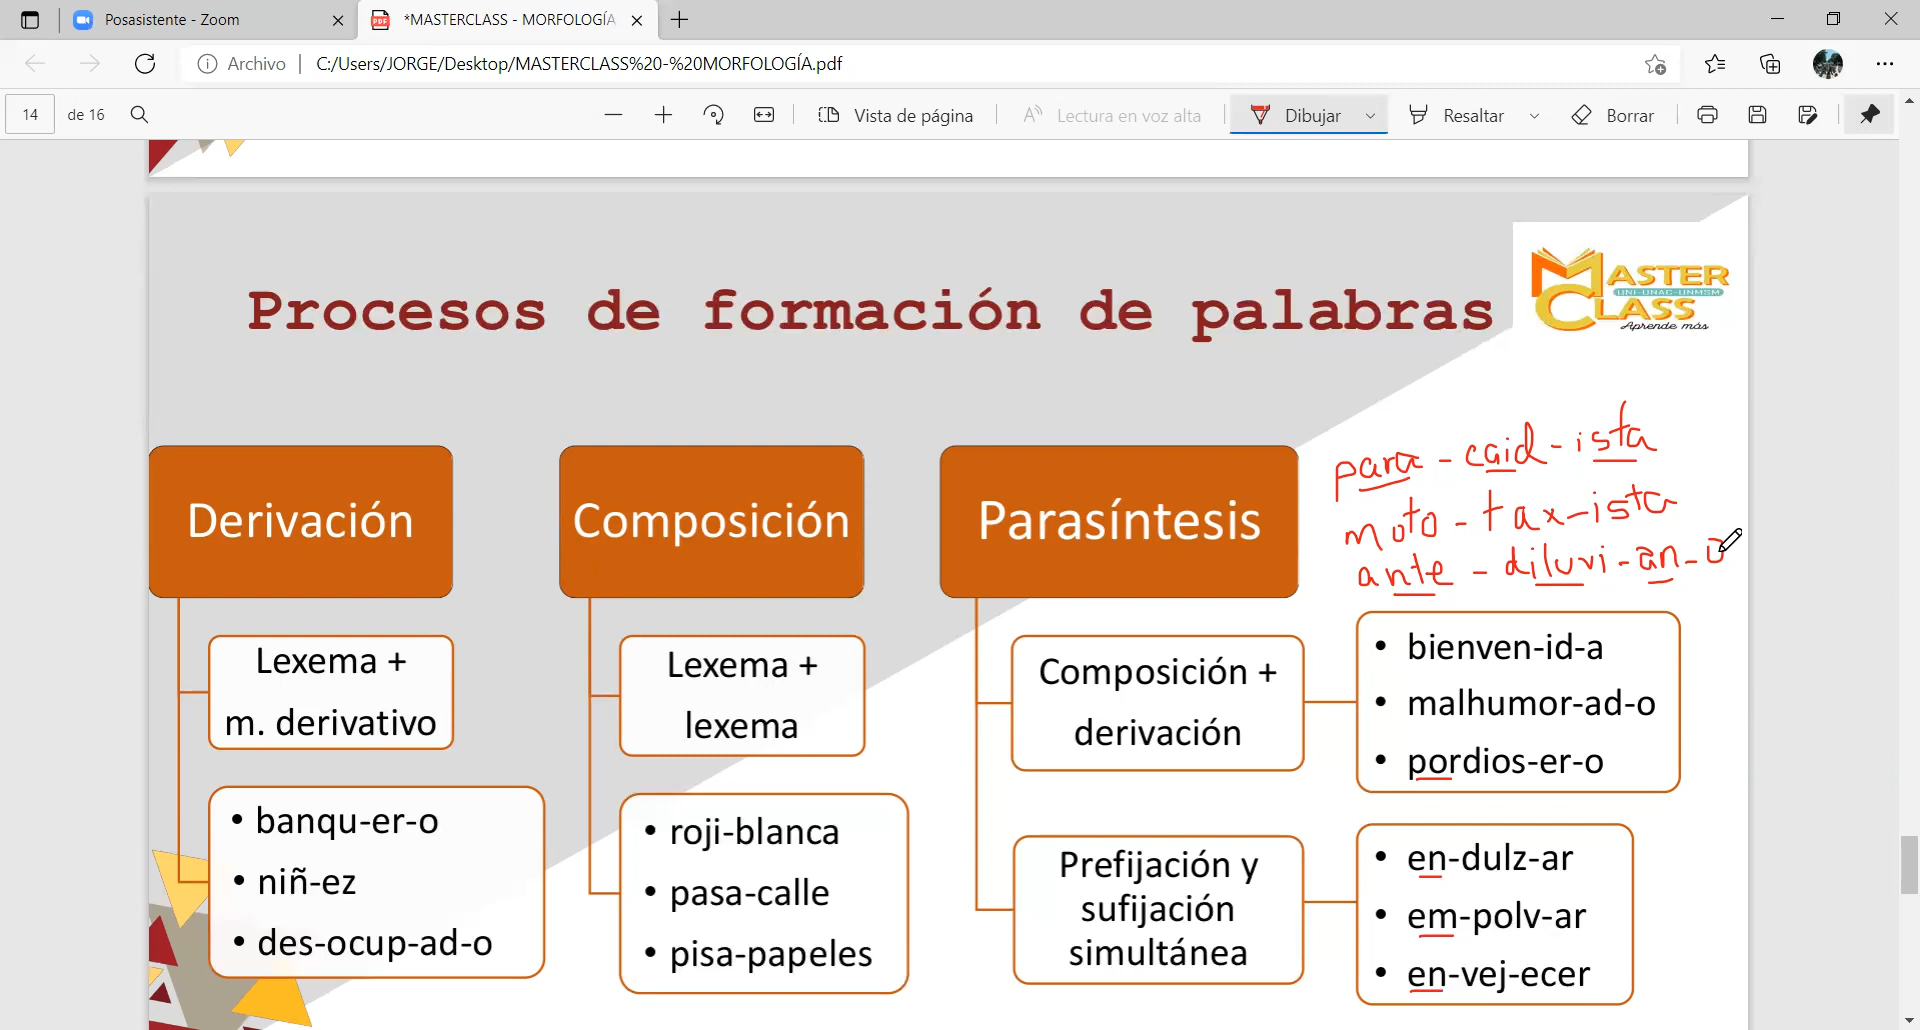 Posasistente - Zoom
*MASTERCLASS - MORFOLOGÍA
Archivo | C:/Users/JORGE/Desktop/MASTERCLASS%20-%20MORFOLOGÍA.pdf
14 de 16
Vista de página
Lectura en voz alta
Dibujar
Resaltar
Borrar
Procesos de formación de palabras
MASTER
UNI-UNAC-UNMSM
CLASS
Aprende más
para - caid - ista
moto - tax - ista
ante - diluvi - an - o
Derivación
Lexema +
m. derivativo
• banqu-er-o
• niñ-ez
• des-ocup-ad-o
Composición
Lexema +
lexema
• roji-blanca
• pasa-calle
• pisa-papeles
Parasíntesis
Composición +
derivación
• bienven-id-a
• malhumor-ad-o
• pordios-er-o
Prefijación y
sufijación
simultánea
• en-dulz-ar
• em-polv-ar
• en-vej-ecer